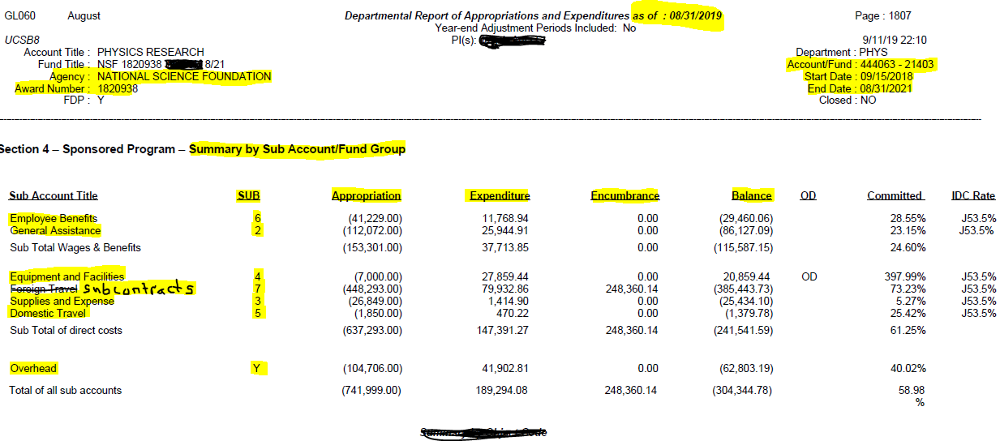 GL060 August Departmental Report of Appropriations and Expenditures as of : 08/31/2019 Page : 1807
Year-end Adjustment Periods Included: No
UCSB8 PI(s): 9/11/19 22:10
Account Title : PHYSICS RESEARCH Department : PHYS
Fund Title : NSF 1820938 8/21 Account/Fund : 444063 - 21403
Agency : NATIONAL SCIENCE FOUNDATION Start Date : 09/15/2018
Award Number : 1820938 End Date : 08/31/2021
FDP : Y Closed : NO
Section 4 – Sponsored Program – Summary by Sub Account/Fund Group
Sub Account Title SUB Appropriation Expenditure Encumbrance Balance OD Committed IDC Rate
Employee Benefits 6 (41,229.00) 11,768.94 0.00 (29,460.06) 28.55% J53.5%
General Assistance 2 (112,072.00) 25,944.91 0.00 (86,127.09) 23.15% J53.5%
Sub Total Wages & Benefits (153,301.00) 37,713.85 0.00 (115,587.15) 24.60%
Equipment and Facilities 4 (7,000.00) 27,859.44 0.00 20,859.44 OD 397.99% J53.5%
Foreign Travel subcontracts 7 (448,293.00) 79,932.86 248,360.14 (385,443.73) 73.23% J53.5%
Supplies and Expense 3 (26,849.00) 1,414.90 0.00 (25,434.10) 5.27% J53.5%
Domestic Travel 5 (1,850.00) 470.22 0.00 (1,379.78) 25.42% J53.5%
Sub Total of direct costs (637,293.00) 147,391.27 248,360.14 (241,541.59) 61.25%
Overhead Y (104,706.00) 41,902.81 0.00 (62,803.19) 40.02%
Total of all sub accounts (741,999.00) 189,294.08 248,360.14 (304,344.78) 58.98
%